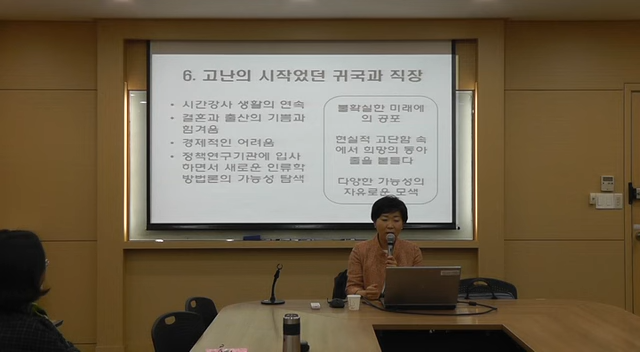 6. 고난의 시작었던 귀국과 직장
• 시간강사 생활의 연속
• 결혼과 출산의 기쁨과
힘겨움
• 경제적인 어려움
• 정책연구기관에 입사
하면서 새로운 인류학
방법론의 가능성 탐색
불확실한 미래에
의 공포
현실적 고단함 속
에서 희망의 동아
줄을 붙들다
다양한 가능성의
자유로운 모색